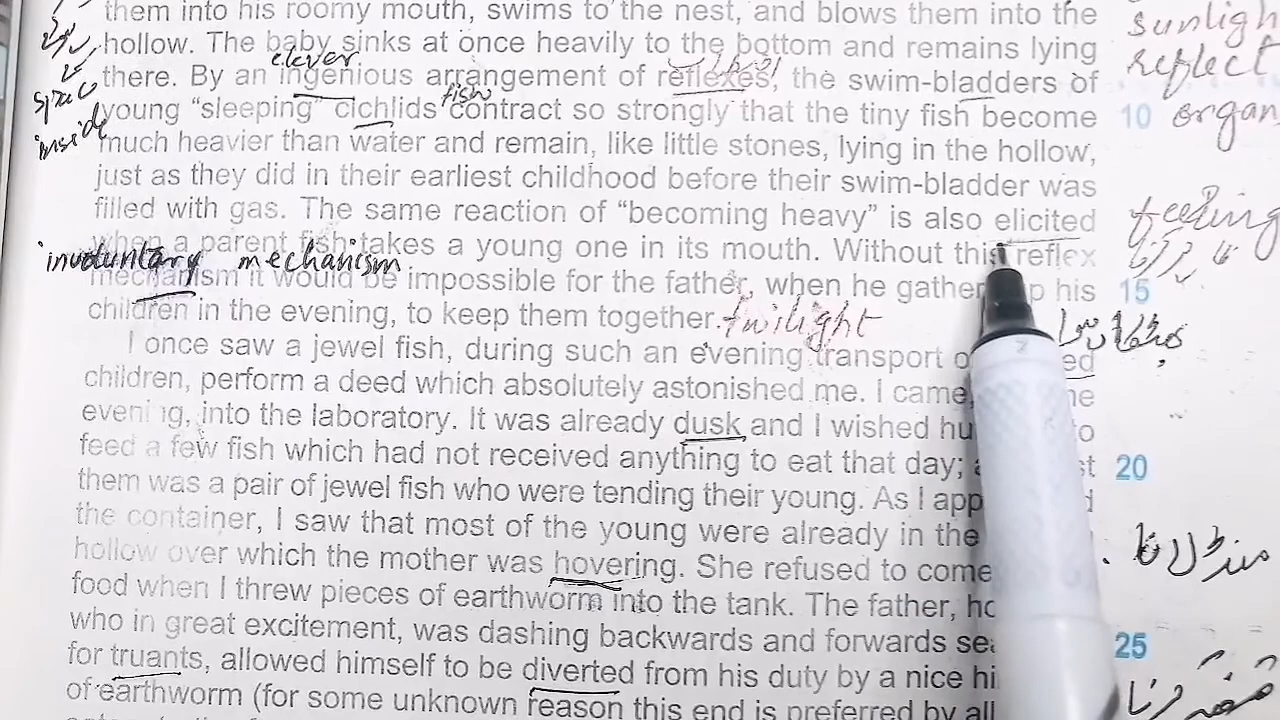 them into his roomy mouth, swims to the nest, and blows them into the
hollow. The baby sinks at once heavily to the bottom and remains lying
clever
there. By an ingenious arrangement of reflexes, the swim-bladders of
fish
young “sleeping” cichlids contract so strongly that the tiny fish become
much heavier than water and remain, like little stones, lying in the hollow,
just as they did in their earliest childhood before their swim-bladder was
filled with gas. The same reaction of “becoming heavy” is also elicited
when a parent fish takes a young one in its mouth. Without this reflex
involuntary mechanism
mechanism it would be impossible for the father, when he gather p his
children in the evening, to keep them together.
twilight
I once saw a jewel fish, during such an evening transport o ed
children, perform a deed which absolutely astonished me. I came,
evening, into the laboratory. It was already dusk and I wished hu to
feed a few fish which had not received anything to eat that day;
them was a pair of jewel fish who were tending their young. As I app d
the container, I saw that most of the young were already in the
hollow over which the mother was hovering. She refused to come
food when I threw pieces of earthworm into the tank. The father, ho
who in great excitement, was dashing backwards and forwards sea
for truants, allowed himself to be diverted from his duty by a nice hi
of earthworm (for some unknown reason this end is preferred by all
inside
sunligh
reflect
10
organ
feeling
15
20
25